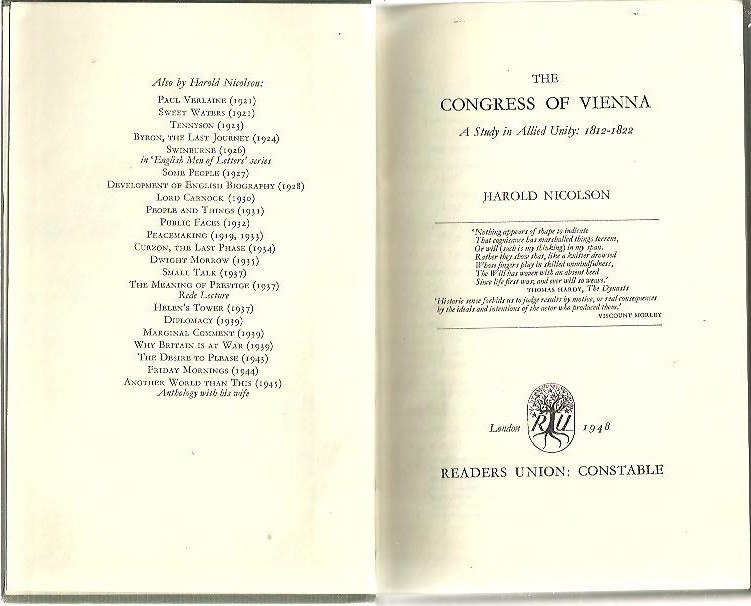 Also by Harold Nicolson:
PAUL VERLAINE (1921)
SWEET WATERS (1921)
TENNYSON (1923)
BYRON, THE LAST JOURNEY (1924)
SWINBURNE (1926)
in 'English Men of Letters' series
SOME PEOPLE (1927)
DEVELOPMENT OF ENGLISH BIOGRAPHY (1928)
LORD CARNOCK (1930)
PEOPLE AND THINGS (1931)
PUBLIC FACES (1932)
PEACEMAKING (1919, 1933)
CURZON, THE LAST PHASE (1934)
DWIGHT MORROW (1935)
SMALL TALK (1937)
THE MEANING OF PRESTIGE (1937)
Rede Lecture
HELEN'S TOWER (1937)
DIPLOMACY (1939)
MARGINAL COMMENT (1939)
WHY BRITAIN IS AT WAR (1939)
THE DESIRE TO PLEASE (1943)
FRIDAY MORNINGS (1944)
ANOTHER WORLD THAN THIS (1945)
Anthology with his wife
THE
CONGRESS OF VIENNA
A Study in Allied Unity: 1812-1822
HAROLD NICOLSON
'Nothing appears of shape to indicate
That cognizance has marshalled things terrene,
Or will (such is my thinking) in my span.
Rather they show that, like a knitter drowsed
Whose fingers play in skilled unmindfulness,
The Will has woven with an absent heed
Since life first was; and ever will so weave.'
THOMAS HARDY, The Dynasts
'Historic sense forbids us to judge results by motive, or real consequences
by the ideals and intentions of the actor who produced them.'
VISCOUNT MORLEY
London RU 1948
READERS UNION: CONSTABLE